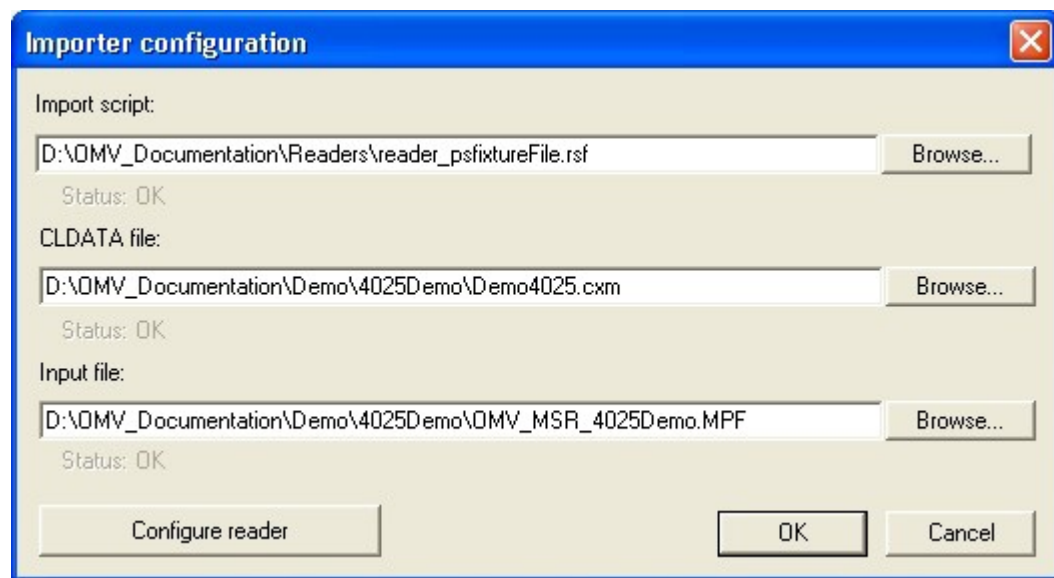 Importer configuration
Import script:
D:\OMV_Documentation\Readers\reader_psfixtureFile.rsf
Browse...
Status: OK
CLDATA file:
D:\OMV_Documentation\Demo\4025Demo\Demo4025.cxm
Browse...
Status: OK
Input file:
D:\OMV_Documentation\Demo\4025Demo\OMV_MSR_4025Demo.MPF
Browse...
Status: OK
Configure reader
OK
Cancel